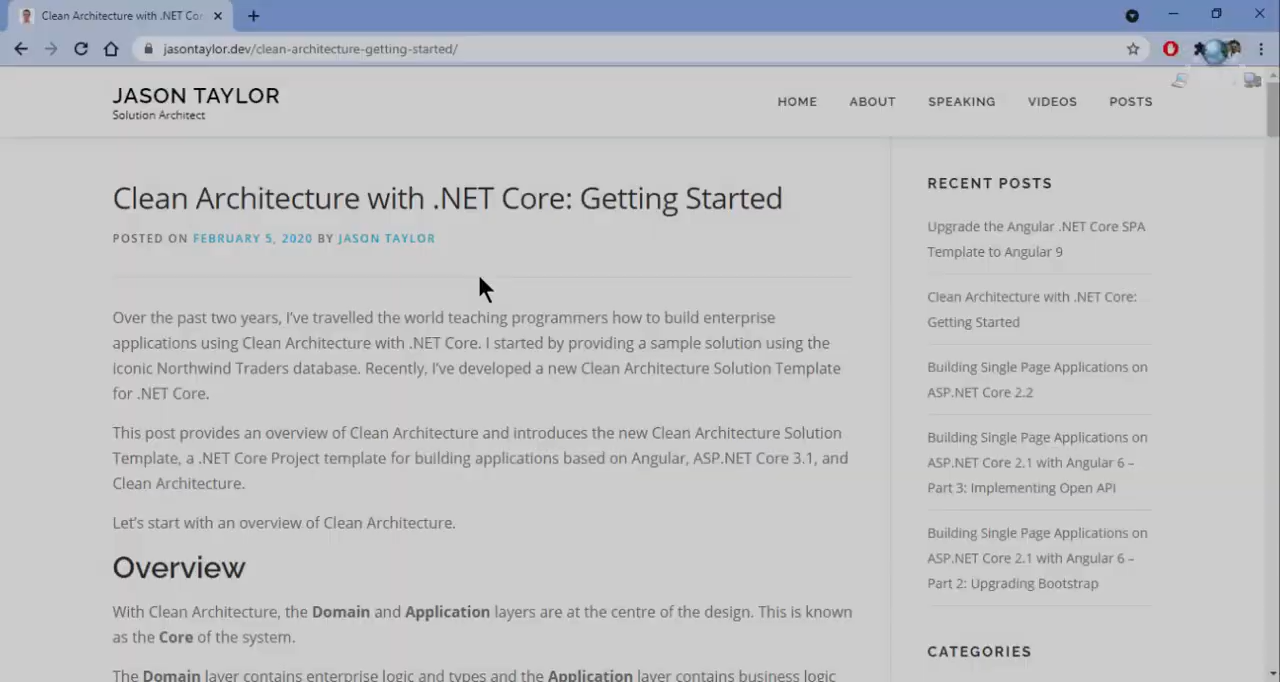 Clean Architecture with .NET Cor
jasontaylor.dev/clean-architecture-getting-started/
JASON TAYLOR
Solution Architect
HOME ABOUT SPEAKING VIDEOS POSTS
Clean Architecture with .NET Core: Getting Started
POSTED ON FEBRUARY 5, 2020 BY JASON TAYLOR
Over the past two years, I've travelled the world teaching programmers how to build enterprise
applications using Clean Architecture with .NET Core. I started by providing a sample solution using the
iconic Northwind Traders database. Recently, I've developed a new Clean Architecture Solution Template
for .NET Core.
This post provides an overview of Clean Architecture and introduces the new Clean Architecture Solution
Template, a .NET Core Project template for building applications based on Angular, ASP.NET Core 3.1, and
Clean Architecture.
Let's start with an overview of Clean Architecture.
Overview
With Clean Architecture, the Domain and Application layers are at the centre of the design. This is known
as the Core of the system.
The Domain layer contains enterprise logic and types and the Application layer contains business logic
RECENT POSTS
Upgrade the Angular .NET Core SPA
Template to Angular 9
Clean Architecture with .NET Core:
Getting Started
Building Single Page Applications on
ASP.NET Core 2.2
Building Single Page Applications on
ASP.NET Core 2.1 with Angular 6 –
Part 3: Implementing Open API
Building Single Page Applications on
ASP.NET Core 2.1 with Angular 6 –
Part 2: Upgrading Bootstrap
CATEGORIES